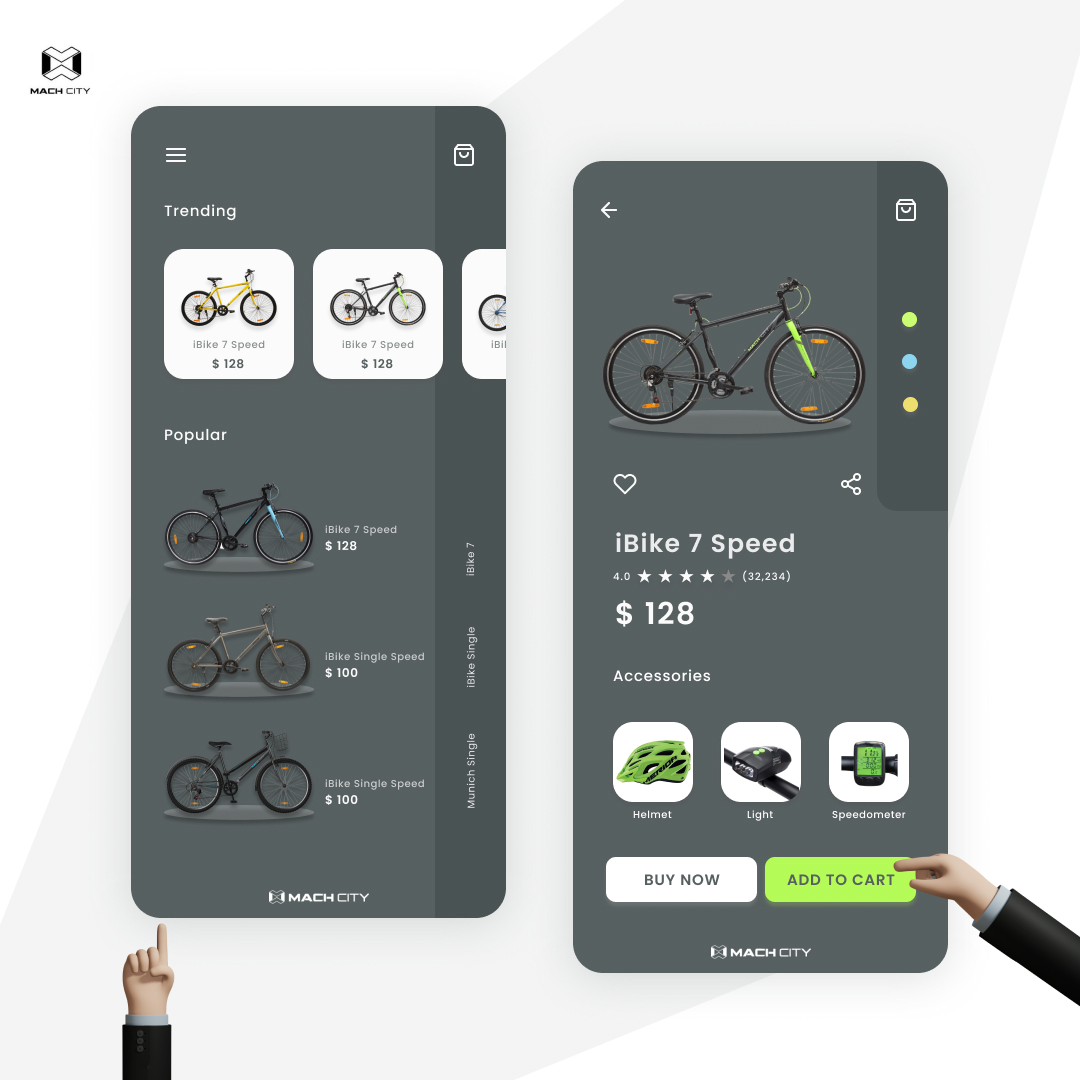 MACH CITY
Trending
iBike 7 Speed
$ 128
iBike 7 Speed
$ 128
iBi
Popular
iBike 7 Speed
$ 128
iBike 7
iBike Single Speed
$ 100
iBike Single
iBike Single Speed
$ 100
Munich Single
MACH CITY
iBike 7 Speed
4.0 ★ ★ ★ ★ ★ (32,234)
$ 128
Accessories
MERIDA
Helmet
Light
Speedometer
BUY NOW
ADD TO CART
MACH CITY